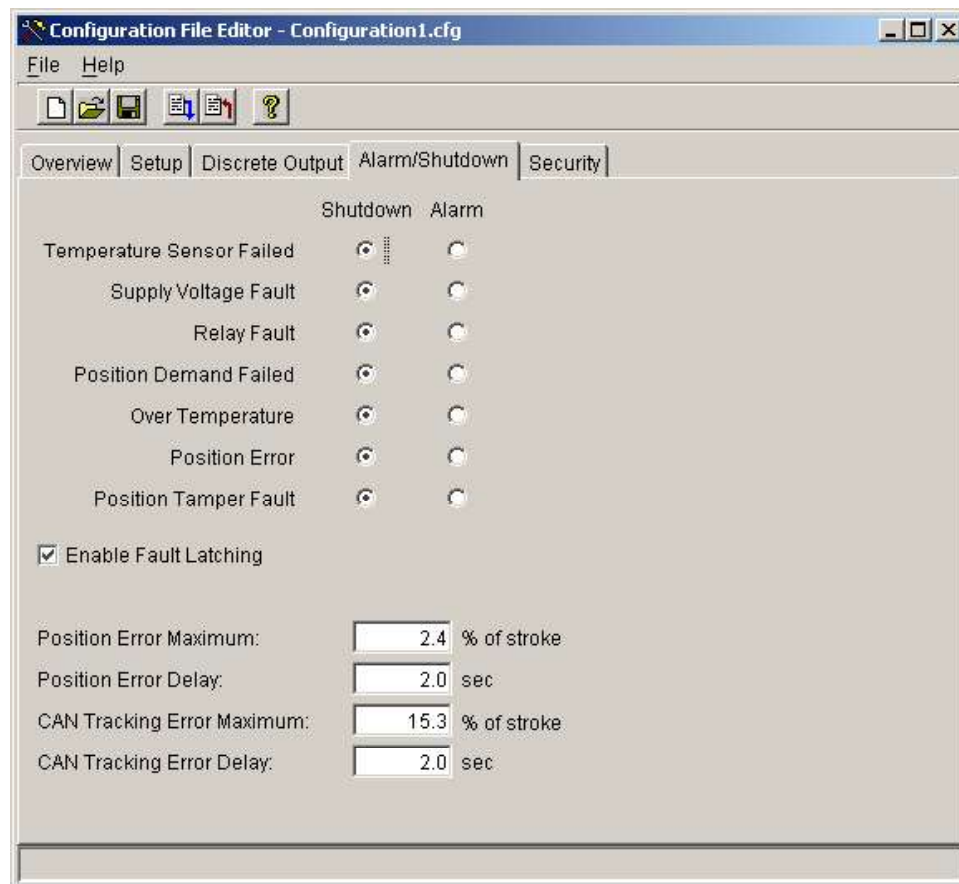 Configuration File Editor - Configuration1.cfg
File Help
Overview Setup Discrete Output Alarm/Shutdown Security
Shutdown Alarm
Temperature Sensor Failed
Supply Voltage Fault
Relay Fault
Position Demand Failed
Over Temperature
Position Error
Position Tamper Fault
Enable Fault Latching
Position Error Maximum: 2.4 % of stroke
Position Error Delay: 2.0 sec
CAN Tracking Error Maximum: 15.3 % of stroke
CAN Tracking Error Delay: 2.0 sec